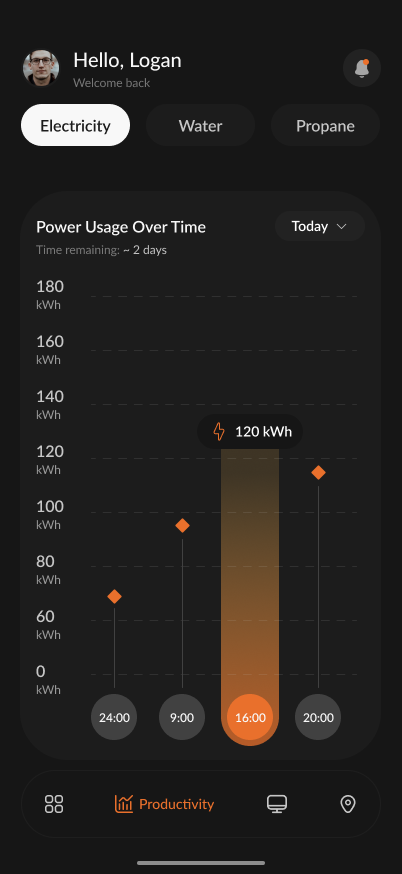 Hello, Logan
Welcome back
Electricity
Water
Propane
Power Usage Over Time
Today
Time remaining: ~ 2 days
180
kWh
160
kWh
140
kWh
120 kWh
120
kWh
100
kWh
80
kWh
60
kWh
0
kWh
24:00
9:00
16:00
20:00
Productivity